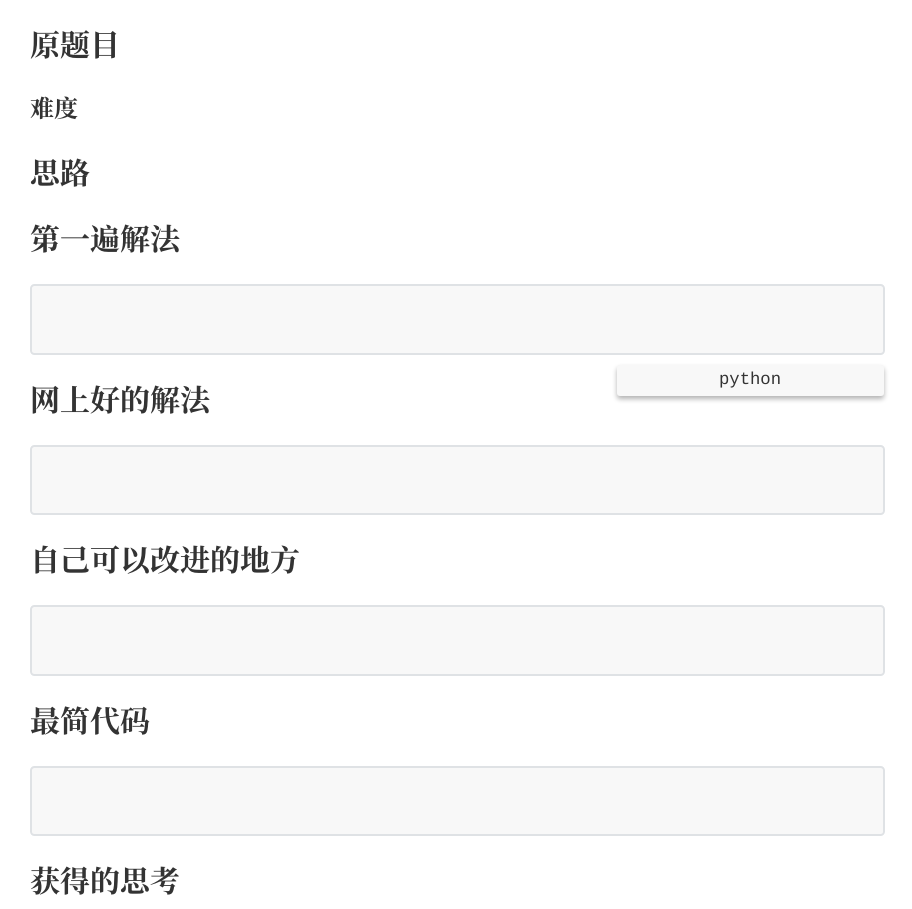 原题目
难度
思路
第一遍解法
python
网上好的解法
自己可以改进的地方
最简代码
获得的思考